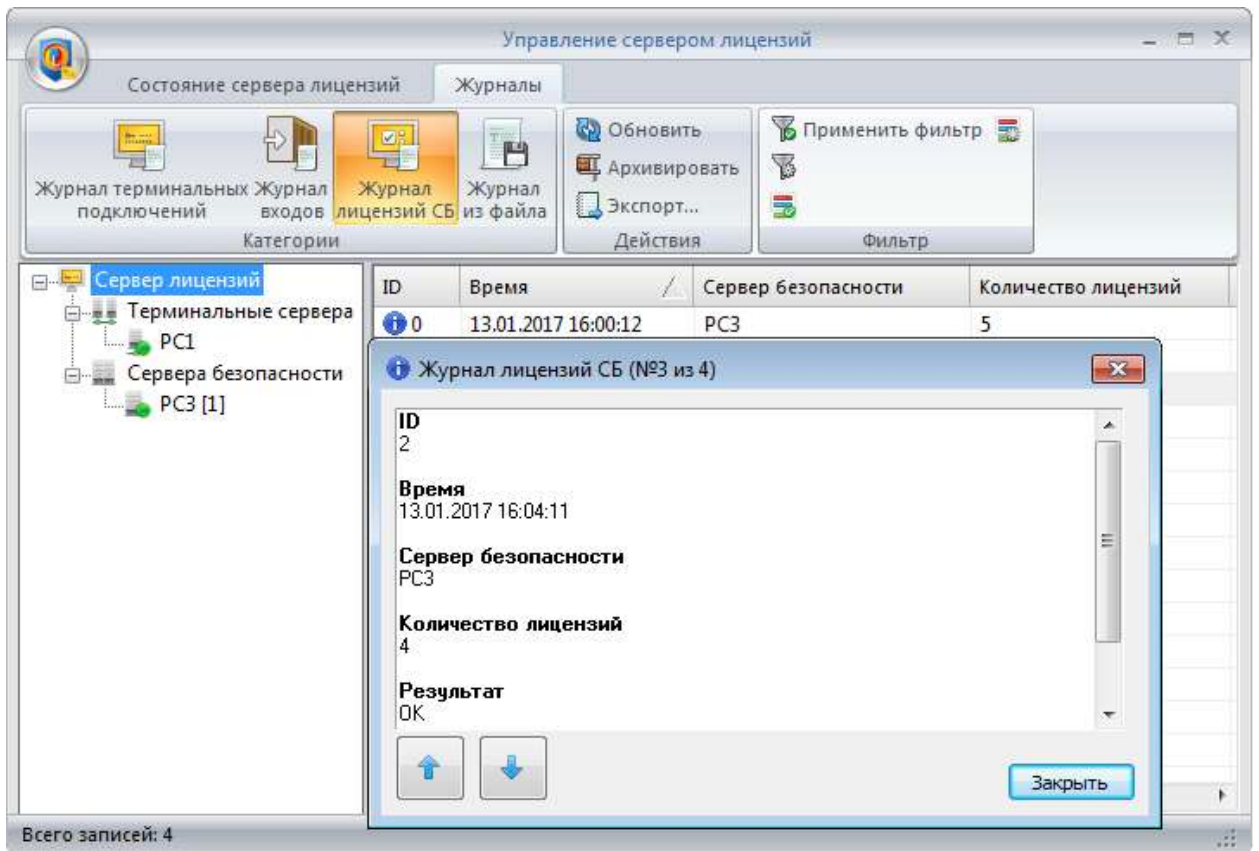 Управление сервером лицензий
Состояние сервера лицензий Журналы
Журнал терминальных подключений
Журнал входов
Журнал лицензий СБ
Журнал из файла
Категории
Обновить
Архивировать
Экспорт...
Действия
Применить фильтр
Фильтр
Сервер лицензий
Терминальные сервера
PC1
Сервера безопасности
PC3 [1]
ID Время Сервер безопасности Количество лицензий
0 13.01.2017 16:00:12 PC3 5
Журнал лицензий СБ (№3 из 4)
ID
2
Время
13.01.2017 16:04:11
Сервер безопасности
PC3
Количество лицензий
4
Результат
OK
Закрыть
Всего записей: 4